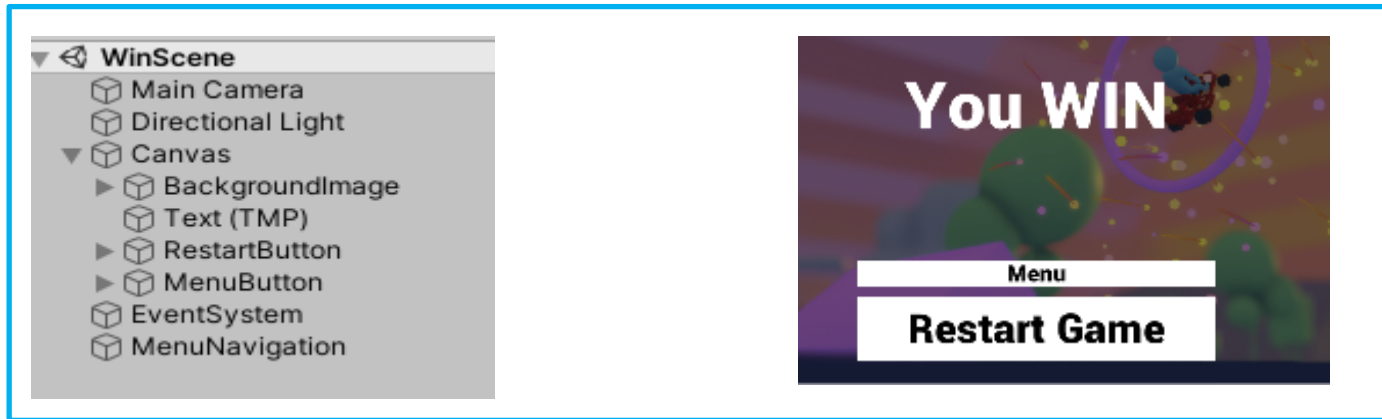 WinScene
Main Camera
Directional Light
Canvas
BackgroundImage
Text (TMP)
RestartButton
MenuButton
EventSystem
MenuNavigation
You WIN
Menu
Restart Game